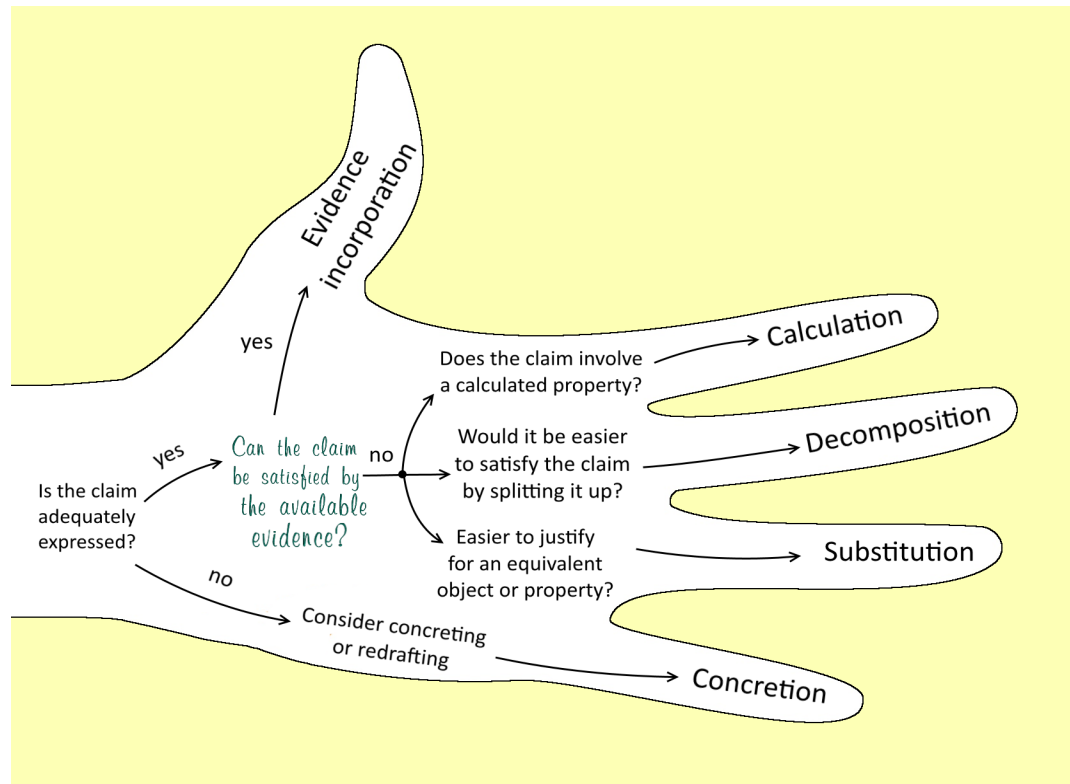 Evidence
incorporation
yes
Calculation
Does the claim involve
a calculated property?
Decomposition
Would it be easier
to satisfy the claim
by splitting it up?
no
yes
Can the claim
be satisfied by
the available
evidence?
Is the claim
adequately
expressed?
Easier to justify
for an equivalent
object or property?
Substitution
no
Consider concreting
or redrafting
Concretion